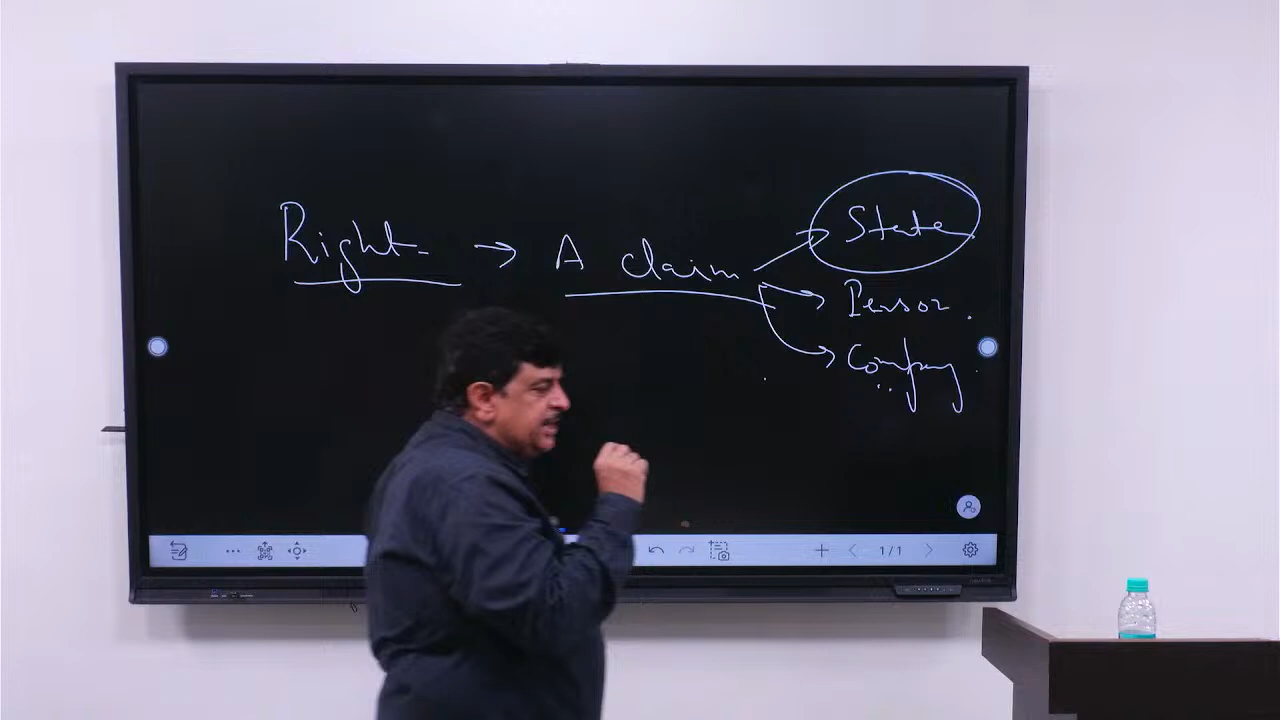 Right → A claim → State
→ Person.
→ Company
1/1